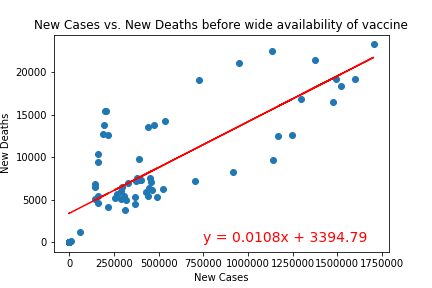 New Cases vs. New Deaths before wide availability of vaccine
20000
15000
10000
5000
0
New Deaths
y = 0.0108x + 3394.79
0 250000 500000 750000 1000000 1250000 1500000 1750000
New Cases